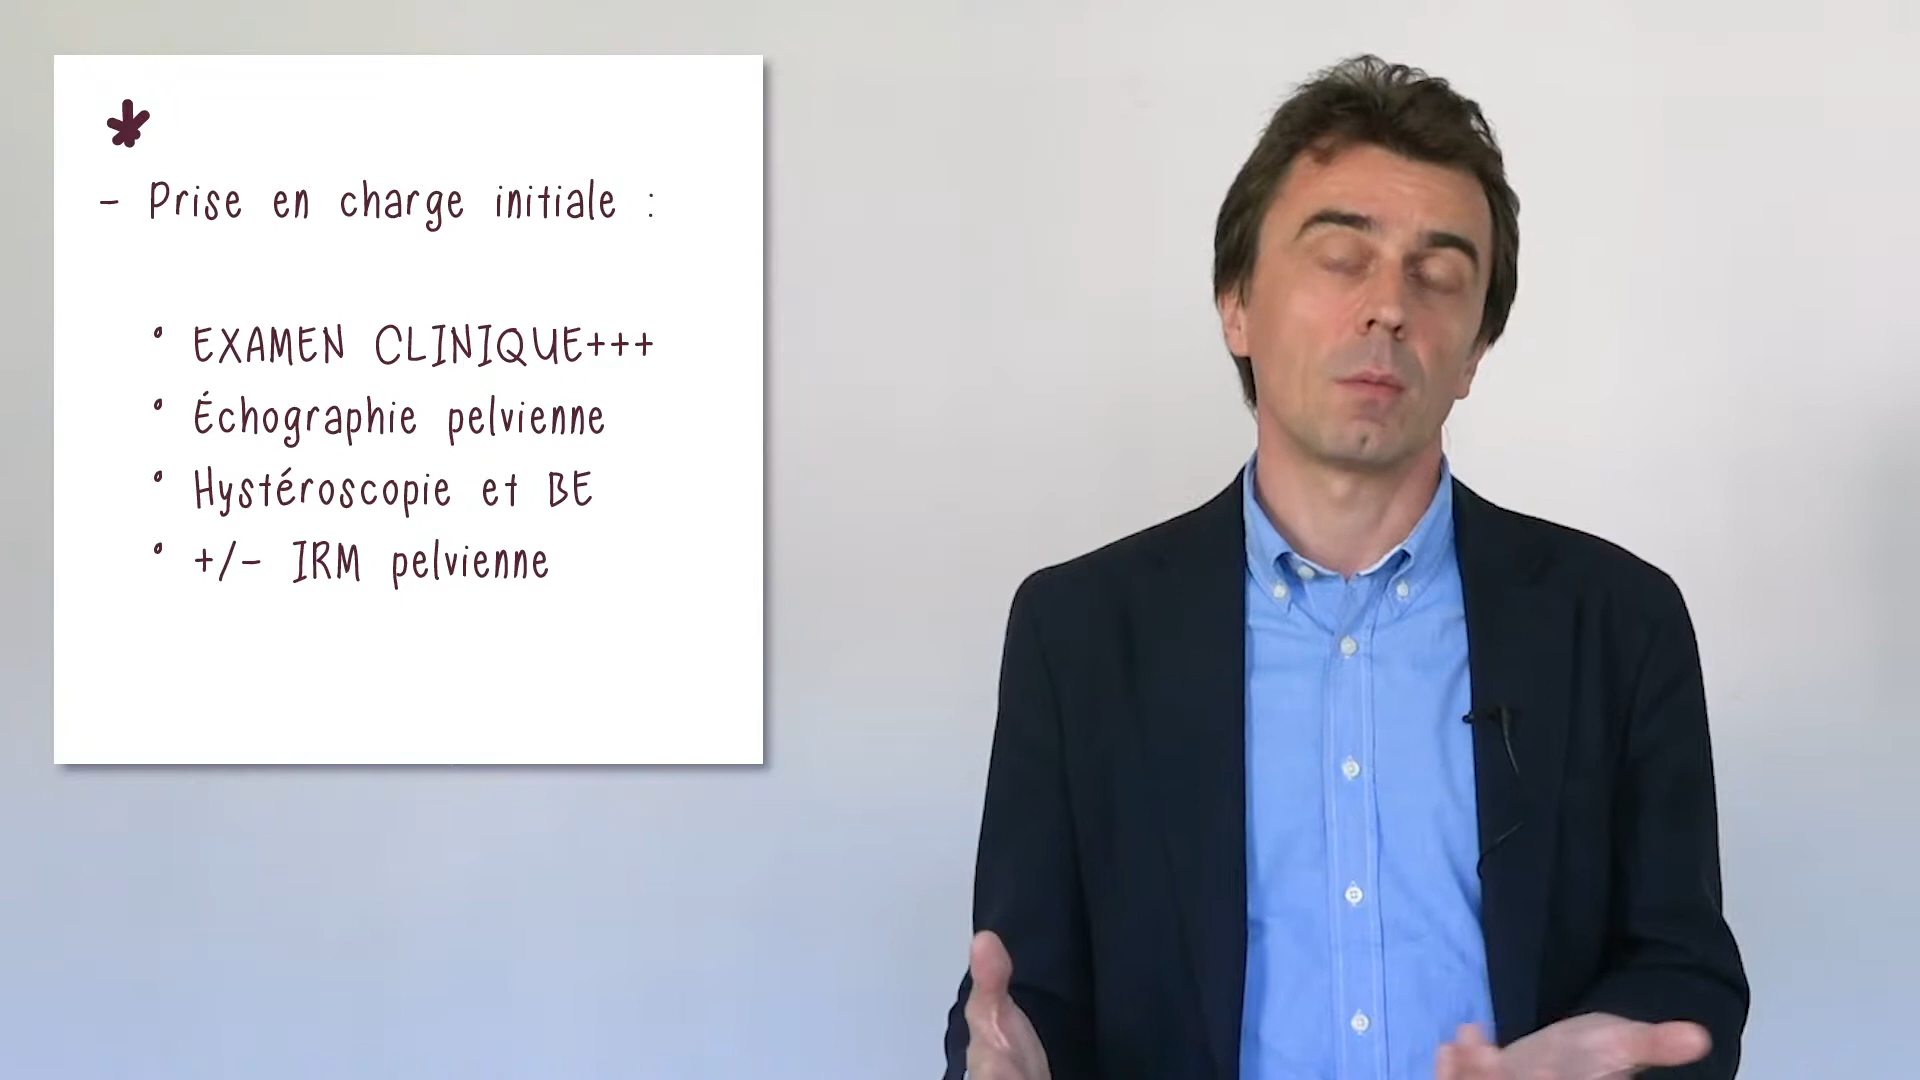 - Prise en charge initiale :
• EXAMEN CLINIQUE+++
• Échographie pelvienne
• Hystéroscopie et BE
• +/- IRM pelvienne